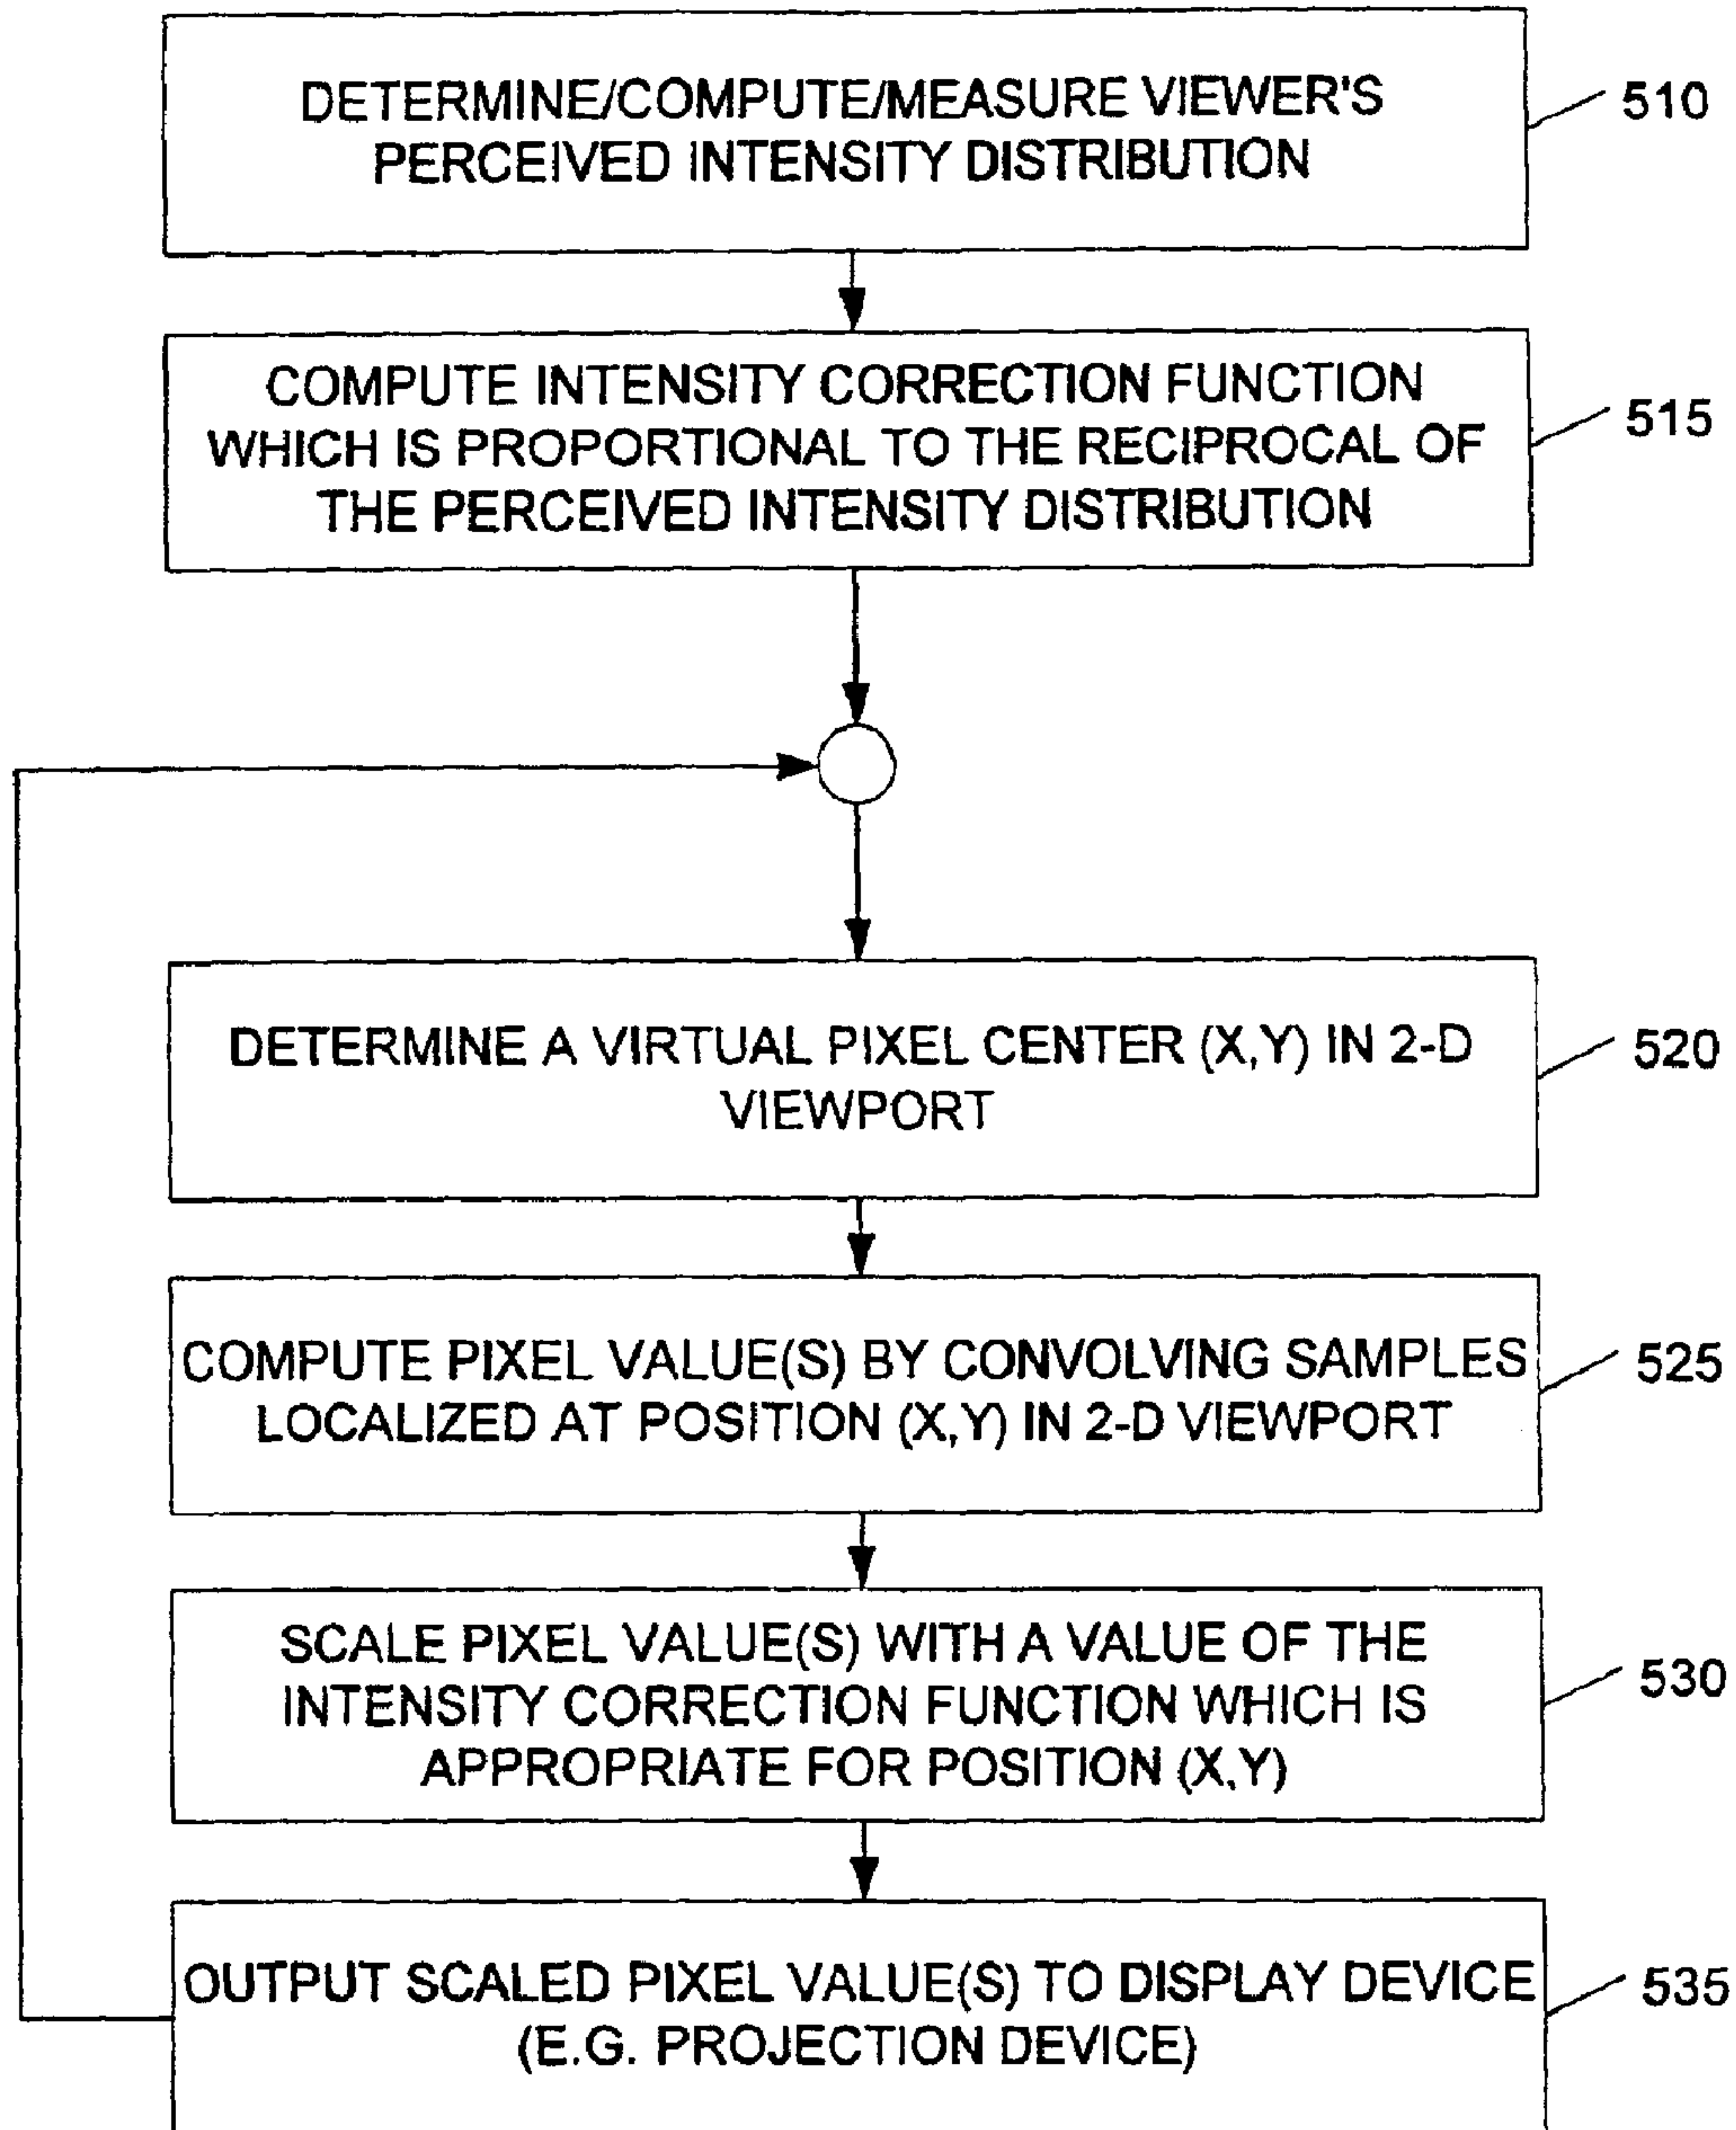 DETERMINE/COMPUTE/MEASURE VIEWER'S
PERCEIVED INTENSITY DISTRIBUTION
510
COMPUTE INTENSITY CORRECTION FUNCTION
WHICH IS PROPORTIONAL TO THE RECIPROCAL OF
THE PERCEIVED INTENSITY DISTRIBUTION
515
DETERMINE A VIRTUAL PIXEL CENTER (X,Y) IN 2-D
VIEWPORT
520
COMPUTE PIXEL VALUE(S) BY CONVOLVING SAMPLES
LOCALIZED AT POSITION (X,Y) IN 2-D VIEWPORT
525
SCALE PIXEL VALUE(S) WITH A VALUE OF THE
INTENSITY CORRECTION FUNCTION WHICH IS
APPROPRIATE FOR POSITION (X,Y)
530
OUTPUT SCALED PIXEL VALUE(S) TO DISPLAY DEVICE
(E.G. PROJECTION DEVICE)
535